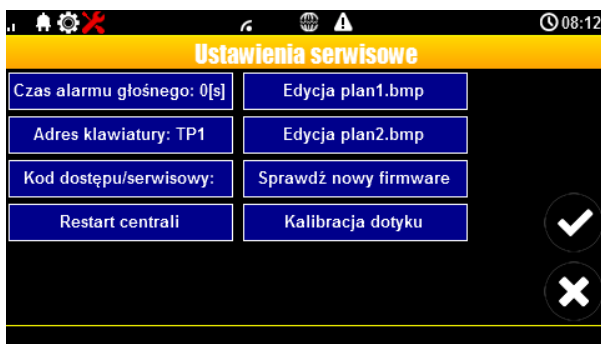 08:12
Ustawienia serwisowe
Czas alarmu głośnego: 0[s]
Edycja plan1.bmp
Adres klawiatury: TP1
Edycja plan2.bmp
Kod dostępu/serwisowy:
Sprawdź nowy firmware
Restart centrali
Kalibracja dotyku